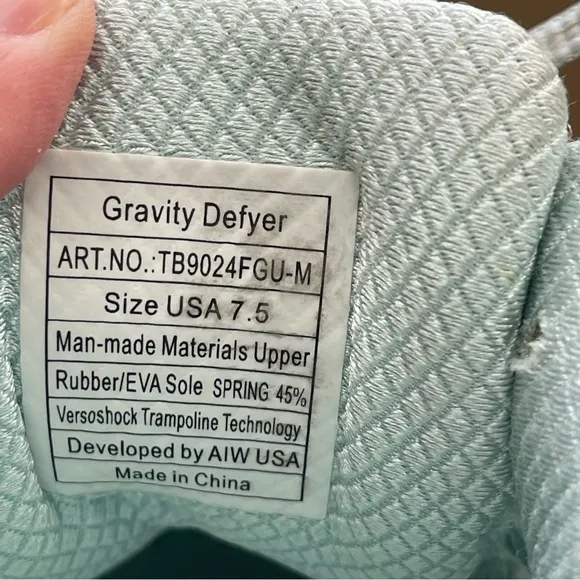 Gravity Defyer
ART.NO.:TB9024FGU-M
Size USA 7.5
Man-made Materials Upper
Rubber/EVA Sole SPRING 45%
Versoshock Trampoline Technology
Developed by AIW USA
Made in China